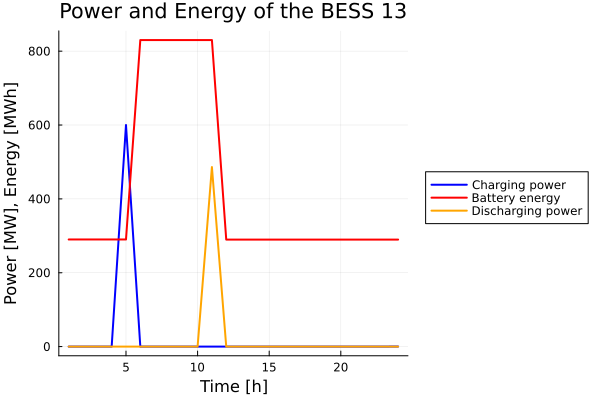 Power and Energy of the BESS 13
Power [MW], Energy [MWh]
800
600
400
200
0
5
10
15
20
Time [h]
Charging power
Battery energy
Discharging power